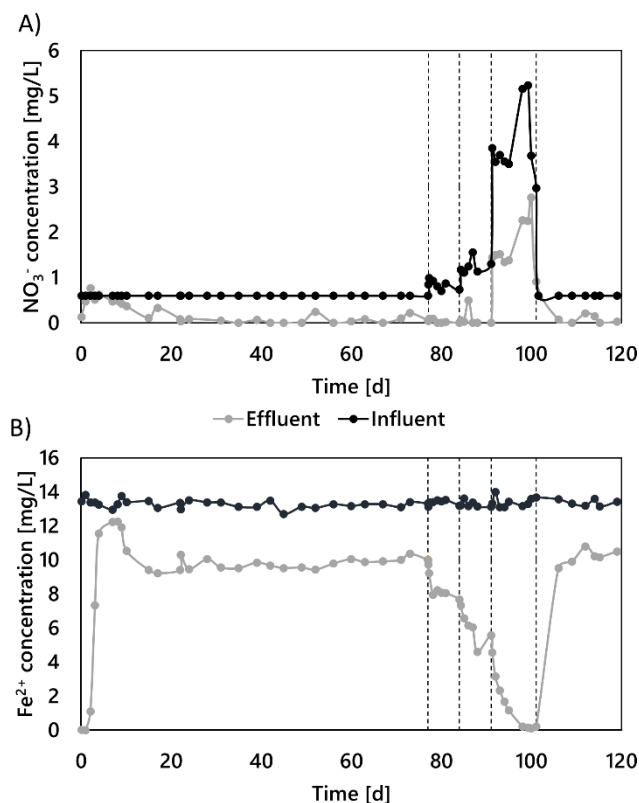 A)
NO₃⁻ concentration [mg/L]
6
5
4
3
2
1
0
0 20 40 60 80 100 120
Time [d]
Effluent Influent
B)
Fe²⁺ concentration [mg/L]
16
14
12
10
8
6
4
2
0
0 20 40 60 80 100 120
Time [d]